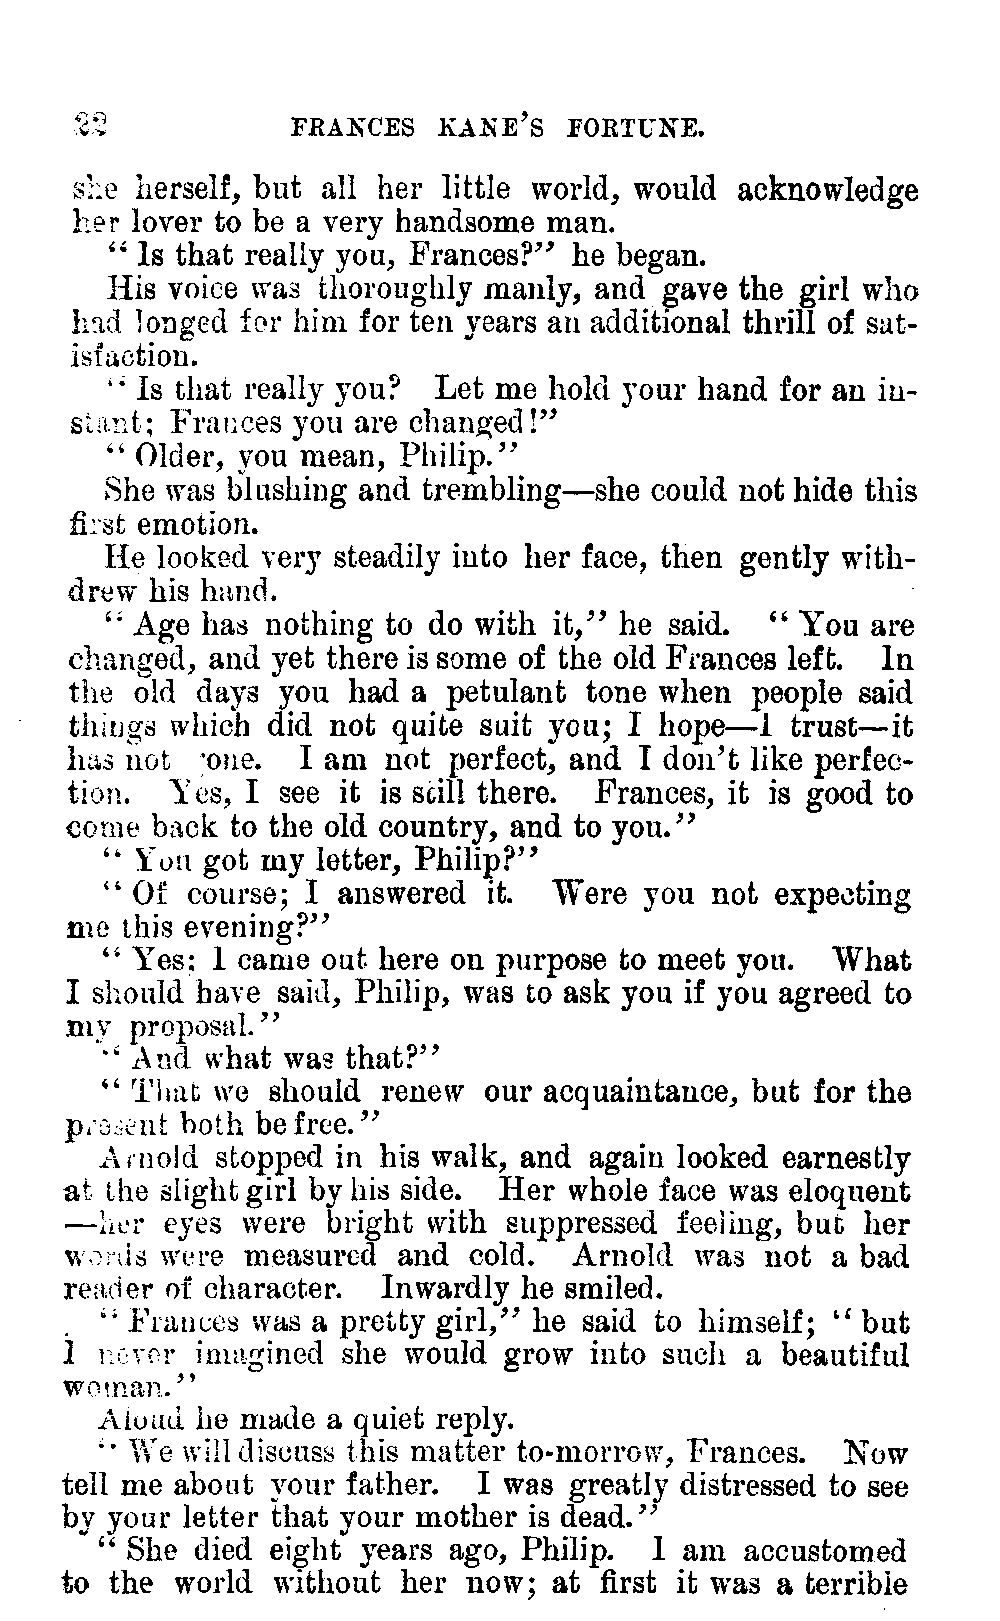 22 FRANCES KANE'S FORTUNE.
she herself, but all her little world, would acknowledge
her lover to be a very handsome man.
"Is that really you, Frances?" he began.
His voice was thoroughly manly, and gave the girl who
had longed for him for ten years an additional thrill of sat-
isfaction.
"Is that really you? Let me hold your hand for an in-
stant; Frances you are changed!"
"Older, you mean, Philip."
She was blushing and trembling—she could not hide this
first emotion.
He looked very steadily into her face, then gently with-
drew his hand.
"Age has nothing to do with it," he said. "You are
changed, and yet there is some of the old Frances left. In
the old days you had a petulant tone when people said
things which did not quite suit you; I hope—I trust—it
has not gone. I am not perfect, and I don't like perfec-
tion. Yes, I see it is still there. Frances, it is good to
come back to the old country, and to you."
"You got my letter, Philip?"
"Of course; I answered it. Were you not expecting
me this evening?"
"Yes; I came out here on purpose to meet you. What
I should have said, Philip, was to ask you if you agreed to
my proposal."
"And what was that?"
"That we should renew our acquaintance, but for the
present both be free."
Arnold stopped in his walk, and again looked earnestly
at the slight girl by his side. Her whole face was eloquent
—her eyes were bright with suppressed feeling, but her
words were measured and cold. Arnold was not a bad
reader of character. Inwardly he smiled.
"Frances was a pretty girl," he said to himself; "but
I never imagined she would grow into such a beautiful
woman."
Aloud he made a quiet reply.
"We will discuss this matter to-morrow, Frances. Now
tell me about your father. I was greatly distressed to see
by your letter that your mother is dead."
"She died eight years ago, Philip. I am accustomed
to the world without her now; at first it was a terrible